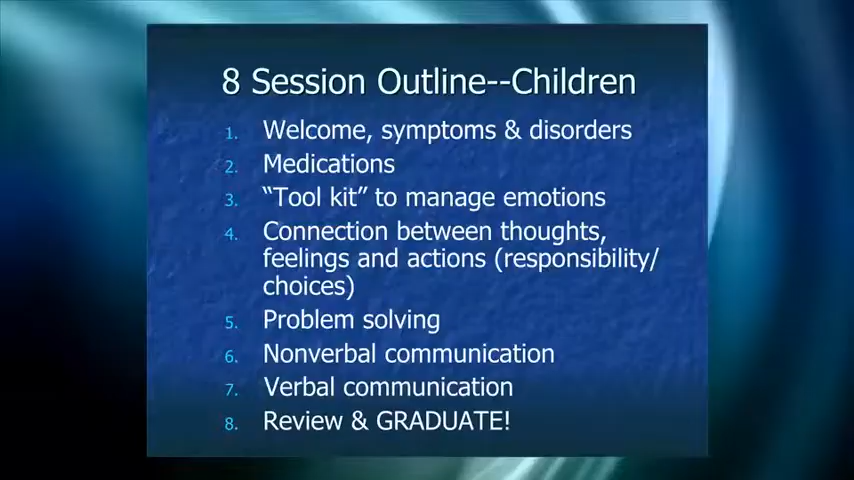 8 Session Outline--Children
1. Welcome, symptoms & disorders
2. Medications
3. “Tool kit” to manage emotions
4. Connection between thoughts,
feelings and actions (responsibility/
choices)
5. Problem solving
6. Nonverbal communication
7. Verbal communication
8. Review & GRADUATE!